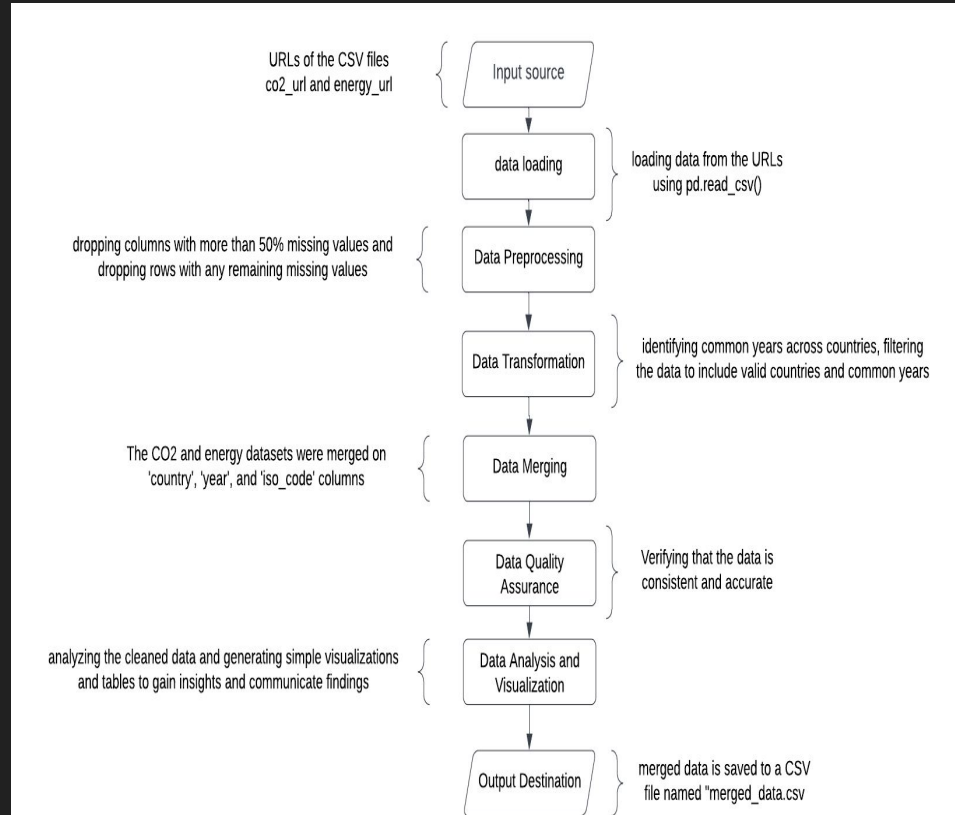 URLs of the CSV files
co2_url and energy_url
Input source
data loading
loading data from the URLs
using pd.read_csv()
dropping columns with more than 50% missing values and
dropping rows with any remaining missing values
Data Preprocessing
Data Transformation
identifying common years across countries, filtering
the data to include valid countries and common years
The CO2 and energy datasets were merged on
'country', 'year', and 'iso_code' columns
Data Merging
Data Quality
Assurance
Verifying that the data is
consistent and accurate
analyzing the cleaned data and generating simple visualizations
and tables to gain insights and communicate findings
Data Analysis and
Visualization
Output Destination
merged data is saved to a CSV
file named "merged_data.csv